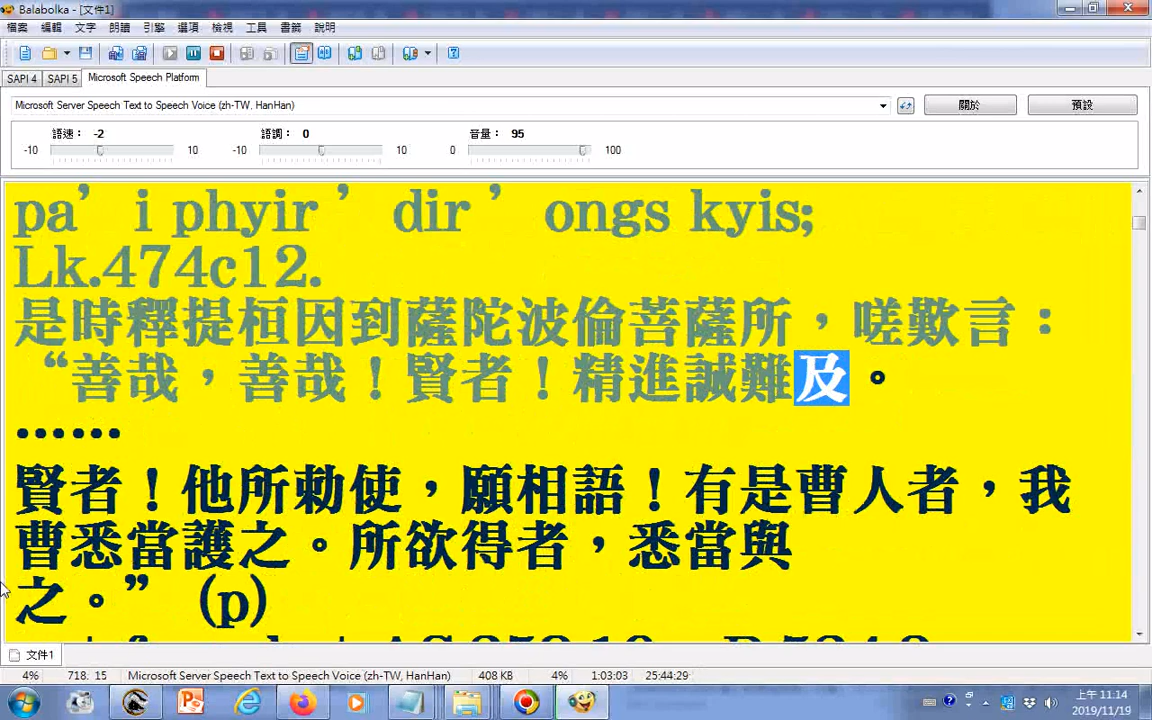 Balabolka - [文件1]
檔案 編輯 文字 朗讀 引擎 選項 檢視 工具 書籤 說明
SAPI 4 SAPI 5 Microsoft Speech Platform
Microsoft Server Speech Text to Speech Voice (zh-TW, HanHan) 關於 預設
語速： -2 語調： 0 音量： 95
-10 10 -10 10 0 100
pa’i phyir ’dir ’ongs kyis;
Lk.474c12.
是時釋提桓因到薩陀波倫菩薩所，嗟歎言：
“善哉，善哉！賢者！精進誠難及。
••••••
賢者！他所勅使，願相語！有是曹人者，我
曹悉當護之。所欲得者，悉當與
之。” (p)
文件1
4% 718. 15 Microsoft Server Speech Text to Speech Voice (zh-TW, HanHan) 408 KB 4% 1:03:03 25:44:29
上午 11:14
2019/11/19